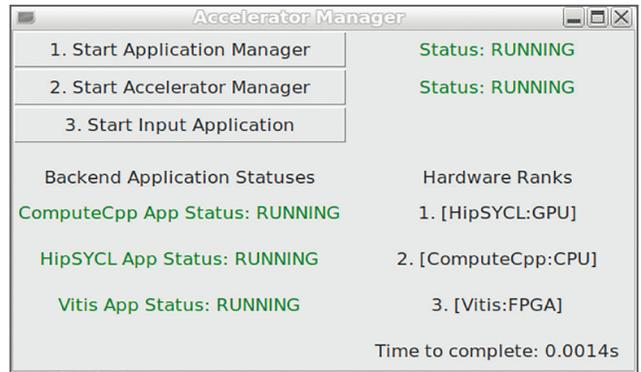 Accelerator Manager
1. Start Application Manager Status: RUNNING
2. Start Accelerator Manager Status: RUNNING
3. Start Input Application
Backend Application Statuses Hardware Ranks
ComputeCpp App Status: RUNNING 1. [HipSYCL:GPU]
HipSYCL App Status: RUNNING 2. [ComputeCpp:CPU]
Vitis App Status: RUNNING 3. [Vitis:FPGA]
Time to complete: 0.0014s